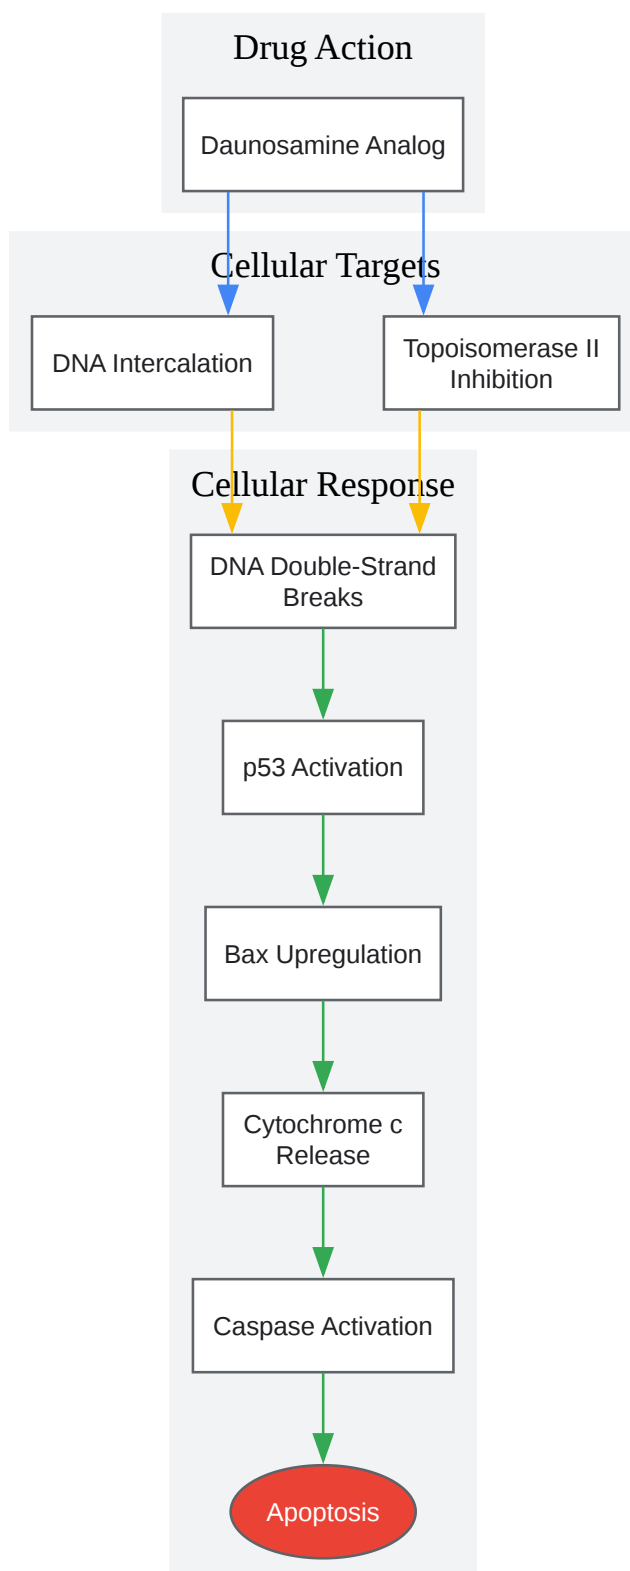 Drug Action
Daunosamine Analog
Cellular Targets
DNA Intercalation
Topoisomerase II
Inhibition
Cellular Response
DNA Double-Strand
Breaks
p53 Activation
Bax Upregulation
Cytochrome c
Release
Caspase Activation
Apoptosis